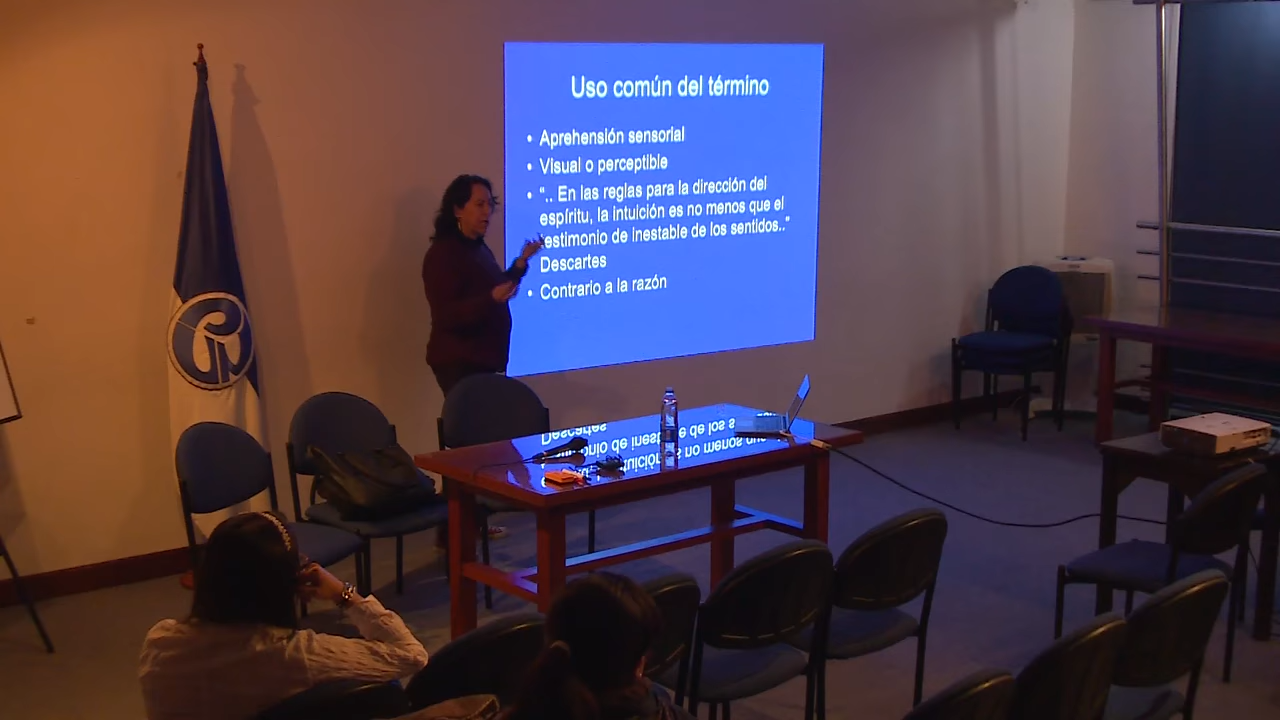 Uso común del término
• Aprehensión sensorial
• Visual o perceptible
• “.. En las reglas para la dirección del
espíritu, la intuición es no menos que el
testimonio de inestable de los sentidos..”
Descartes
• Contrario a la razón